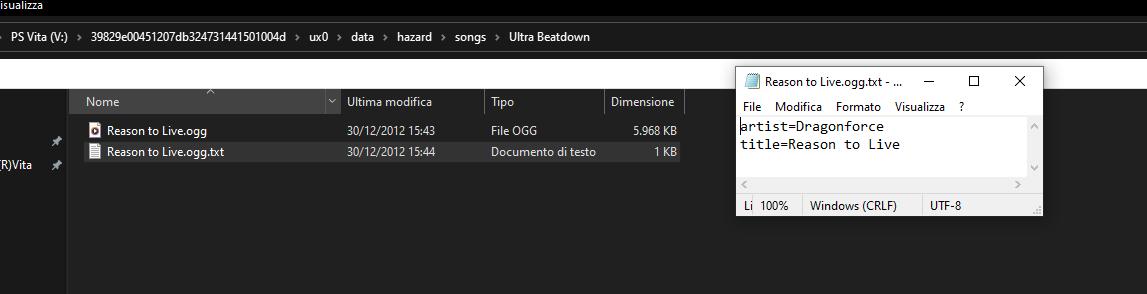 isualizza
PS Vita (V:) > 39829e00451207db324731441501004d > ux0 > data > hazard > songs > Ultra Beatdown
Nome Ultima modifica Tipo Dimensione
Reason to Live.ogg 30/12/2012 15:43 File OGG 5.968 KB
Reason to Live.ogg.txt 30/12/2012 15:44 Documento di testo 1 KB
(R)Vita
Reason to Live.ogg.txt - ...
File Modifica Formato Visualizza ?
artist=Dragonforce
title=Reason to Live
Li 100% Windows (CRLF) UTF-8